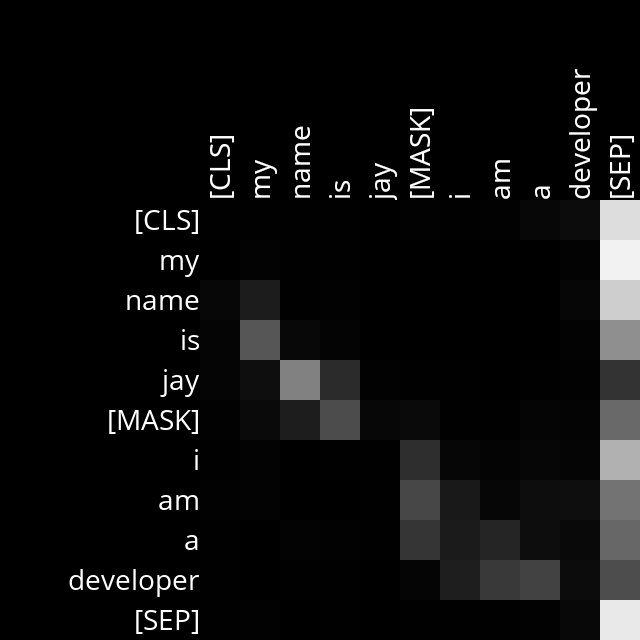 [CLS]
my
name
is
jay
[MASK]
i
am
a
developer
[SEP]
[CLS]
my
name
is
jay
[MASK]
i
am
a
developer
[SEP]